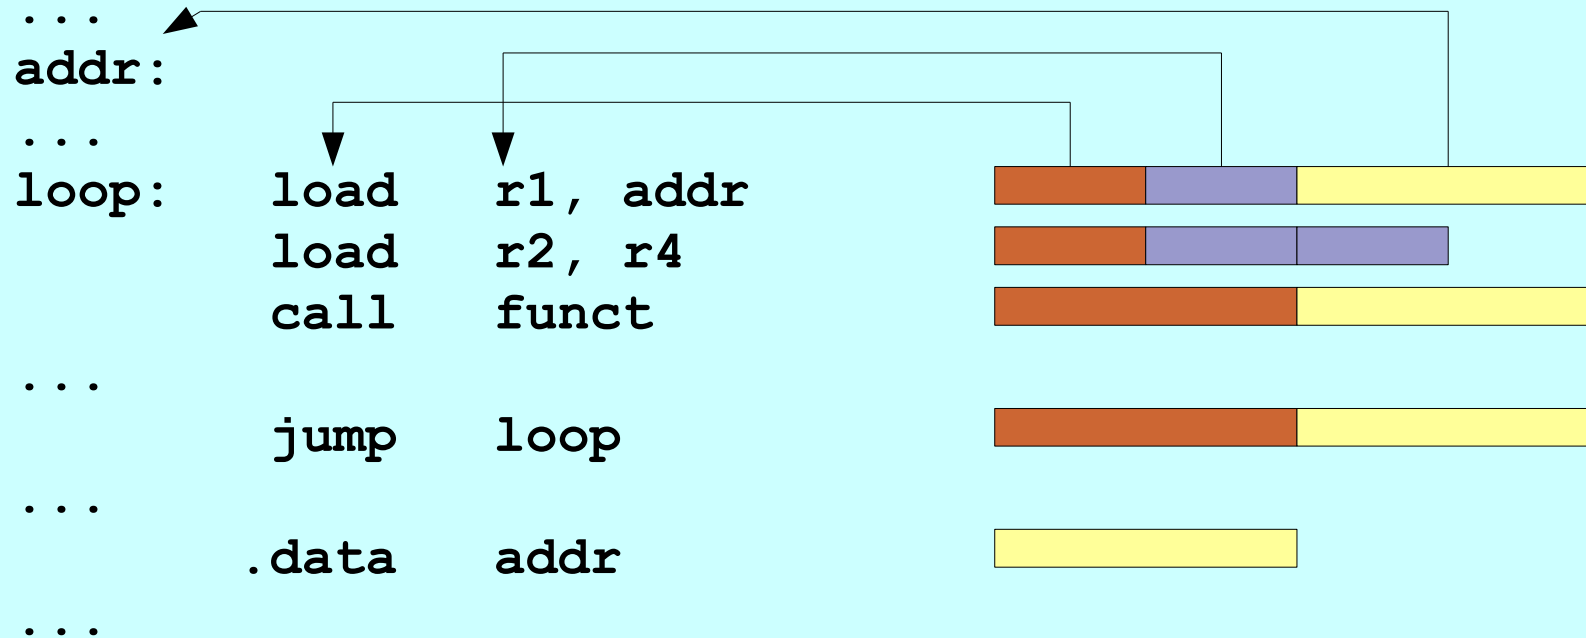 ...
addr:
...
loop: load r1, addr
load r2, r4
call funct
...
jump loop
...
.data addr
...